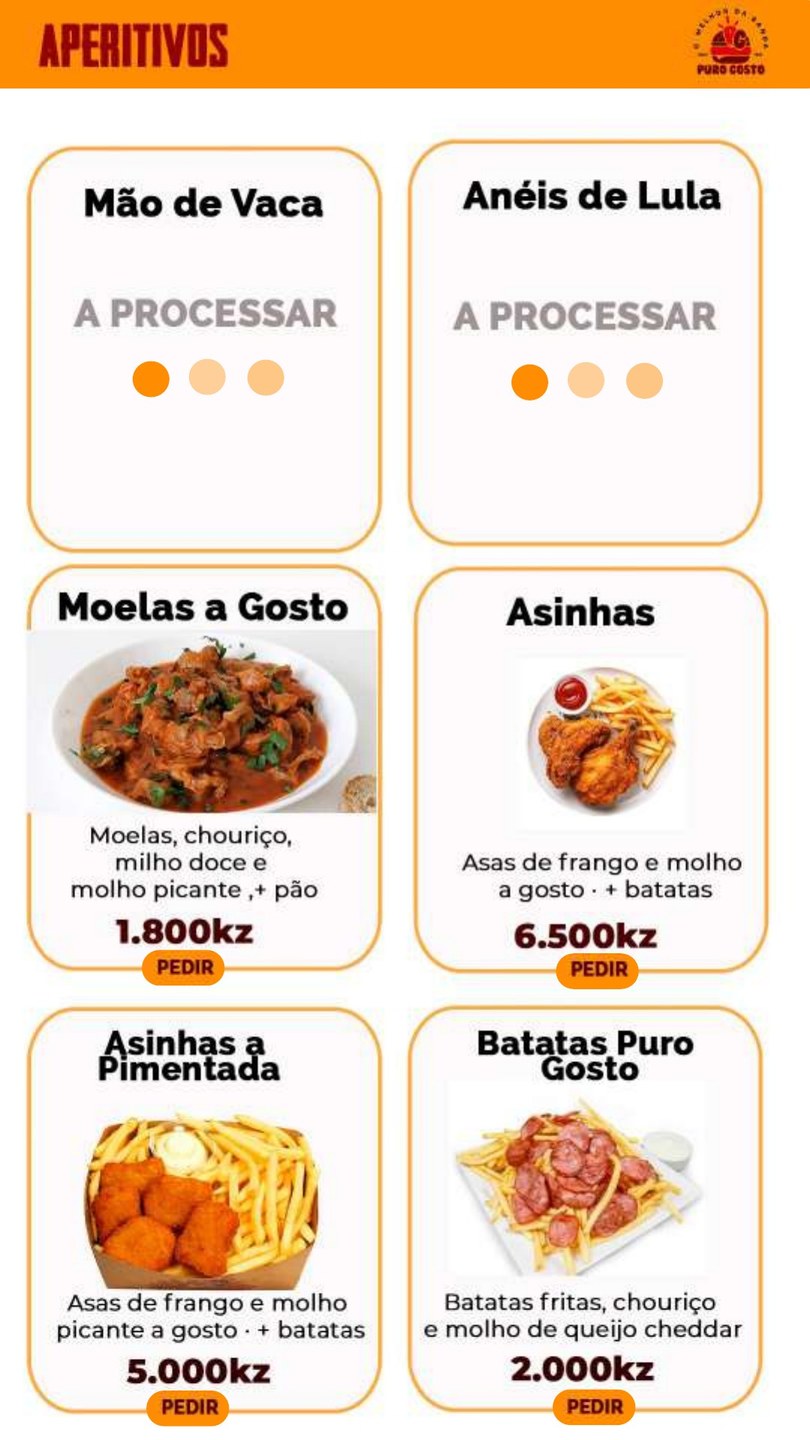 APERITIVOS
O MELHOR DA BANDA
PURO GOSTO
Mão de Vaca
A PROCESSAR
Anéis de Lula
A PROCESSAR
Moelas a Gosto
Moelas, chouriço,
milho doce e
molho picante ,+ pão
1.800kz
PEDIR
Asinhas
Asas de frango e molho
a gosto · + batatas
6.500kz
PEDIR
Asinhas a
Pimentada
Asas de frango e molho
picante a gosto · + batatas
5.000kz
PEDIR
Batatas Puro
Gosto
Batatas fritas, chouriço
e molho de queijo cheddar
2.000kz
PEDIR